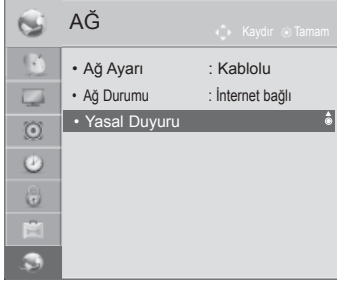 AĞ
Kaydır Tamam
• Ağ Ayarı : Kablolu
• Ağ Durumu : İnternet bağlı
• Yasal Duyuru